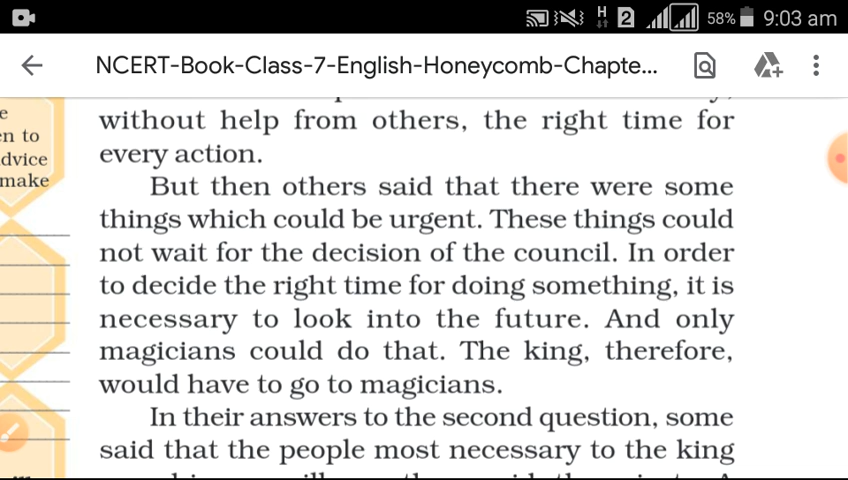 H 2 58% 9:03 am
NCERT-Book-Class-7-English-Honeycomb-Chapte...
e
en to
dvice
make
without help from others, the right time for
every action.
But then others said that there were some
things which could be urgent. These things could
not wait for the decision of the council. In order
to decide the right time for doing something, it is
necessary to look into the future. And only
magicians could do that. The king, therefore,
would have to go to magicians.
In their answers to the second question, some
said that the people most necessary to the king